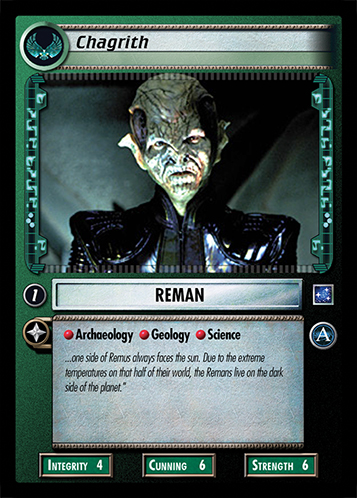 Chagrith
1 REMAN
Archaeology Geology Science A
...one side of Remus always faces the sun. Due to the extreme
temperatures on that half of their world, the Remans live on the dark
side of the planet."
INTEGRITY 4 CUNNING 6 STRENGTH 6